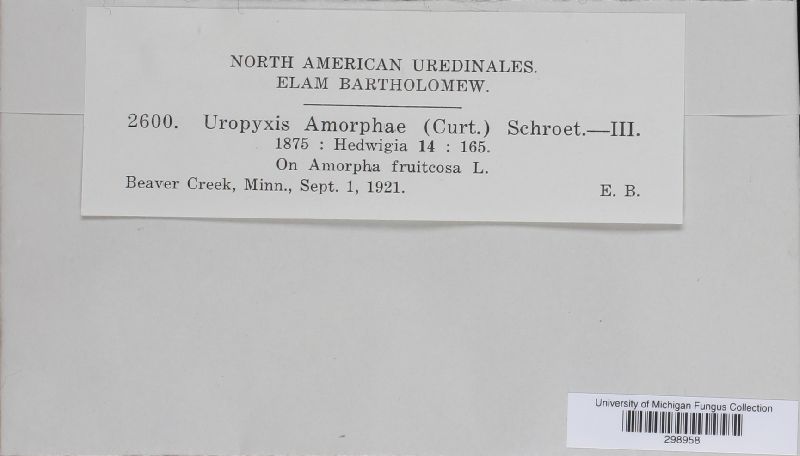 NORTH AMERICAN UREDINALES.
ELAM BARTHOLOMEW.
2600. Uropyxis Amorphae (Curt.) Schroet.—III.
1875 : Hedwigia 14 : 165.
On Amorpha fruitcosa L.
Beaver Creek, Minn., Sept. 1, 1921. E. B.
University of Michigan Fungus Collection
298958